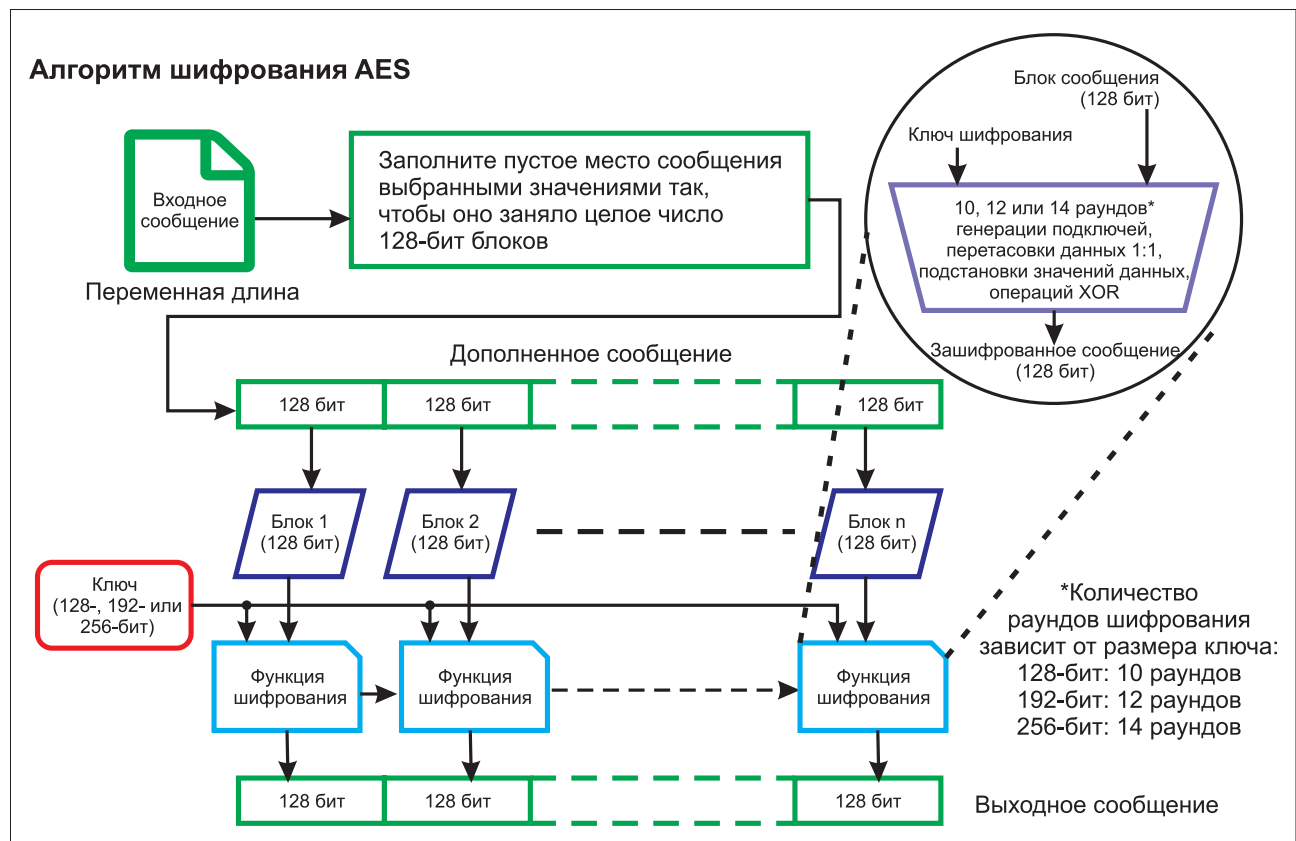 Алгоритм шифрования AES
Входное
сообщение
Переменная длина
Заполните пустое место сообщения
выбранными значениями так,
чтобы оно заняло целое число
128-бит блоков
Блок сообщения
(128 бит)
Ключ шифрования
10, 12 или 14 раундов*
генерации подключей,
перетасовки данных 1:1,
подстановки значений данных,
операций XOR
Зашифрованное сообщение
(128 бит)
Дополненное сообщение
128 бит
128 бит
128 бит
Блок 1
(128 бит)
Блок 2
(128 бит)
Блок n
(128 бит)
Ключ
(128-, 192- или
256-бит)
Функция
шифрования
Функция
шифрования
Функция
шифрования
*Количество
раундов шифрования
зависит от размера ключа:
128-бит: 10 раундов
192-бит: 12 раундов
256-бит: 14 раундов
128 бит
128 бит
128 бит
Выходное сообщение